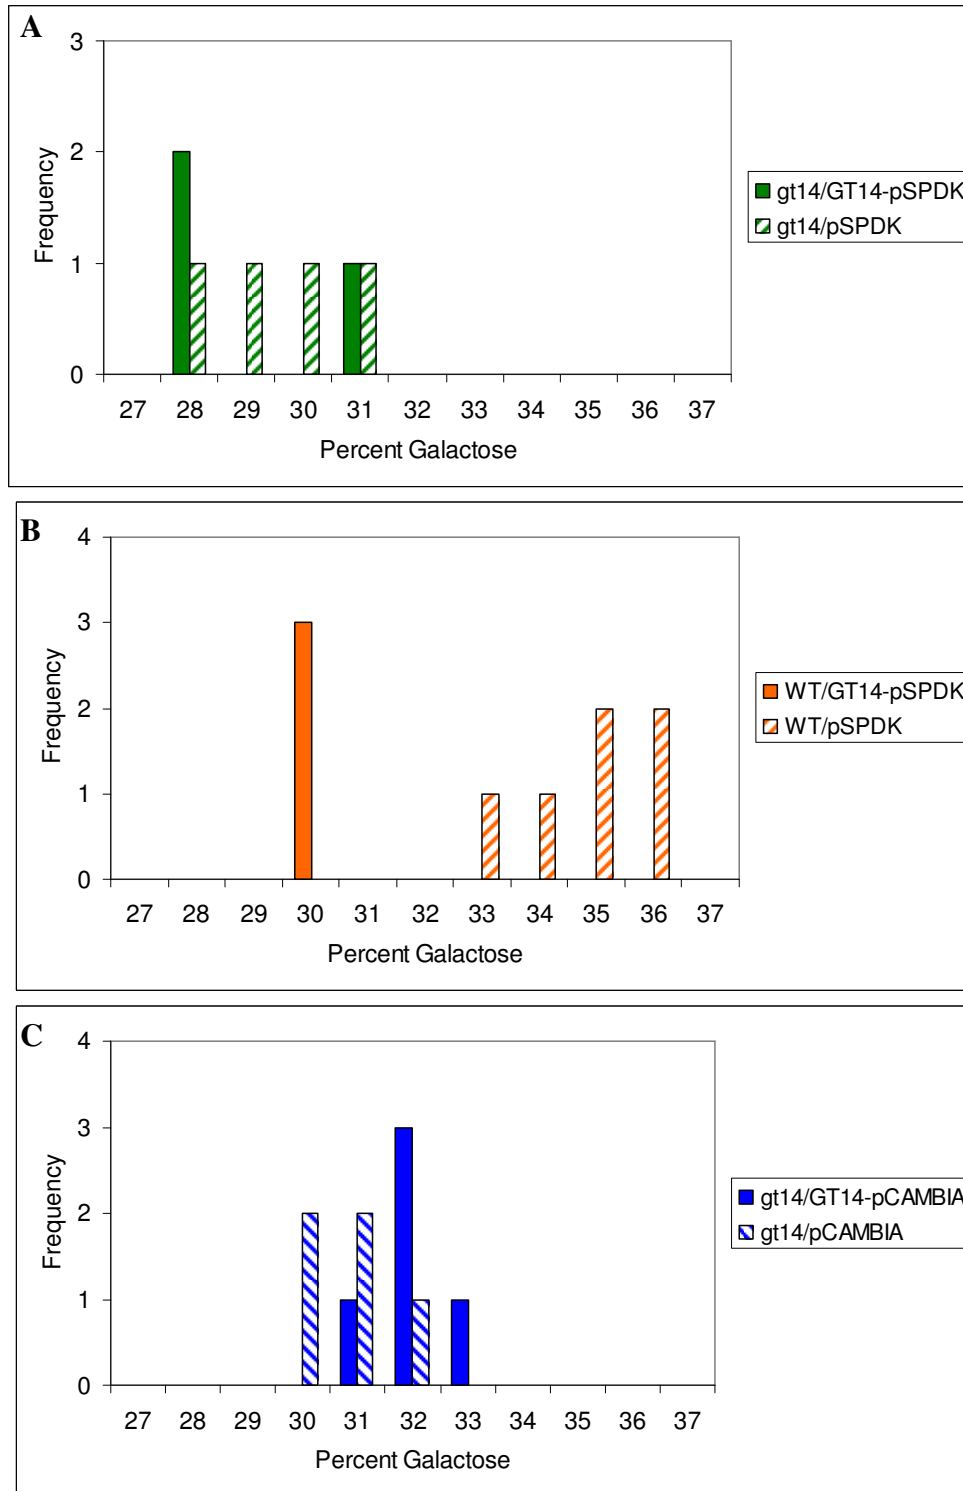 A
3
2
1
0
Frequency
27 28 29 30 31 32 33 34 35 36 37
Percent Galactose
gt14/GT14-pSPDK
gt14/pSPDK
B
4
3
2
1
0
Frequency
27 28 29 30 31 32 33 34 35 36 37
Percent Galactose
WT/GT14-pSPDK
WT/pSPDK
C
4
3
2
1
0
Frequency
27 28 29 30 31 32 33 34 35 36 37
Percent Galactose
gt14/GT14-pCAMBIA
gt14/pCAMBIA